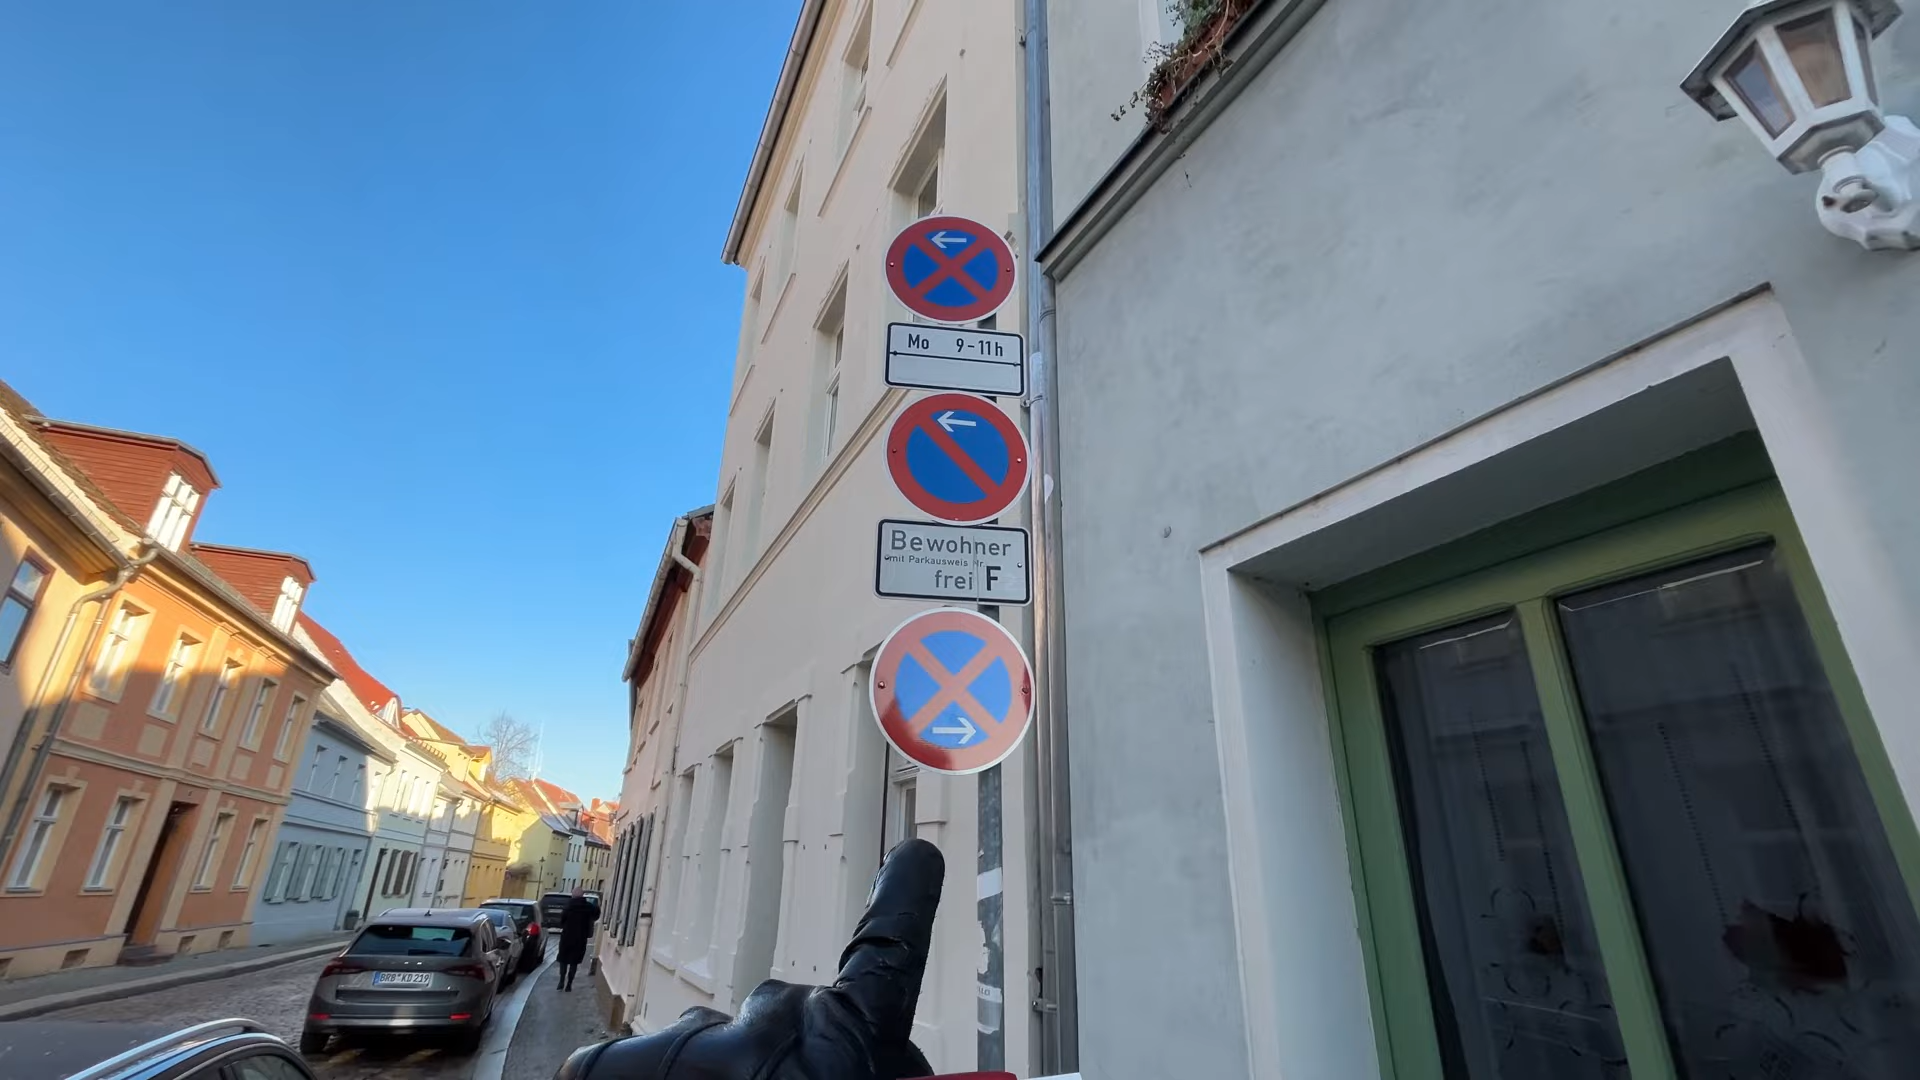 Mo 9-11h
Bewohner
mit Parkausweis Nr.
frei F
BRB KD 219